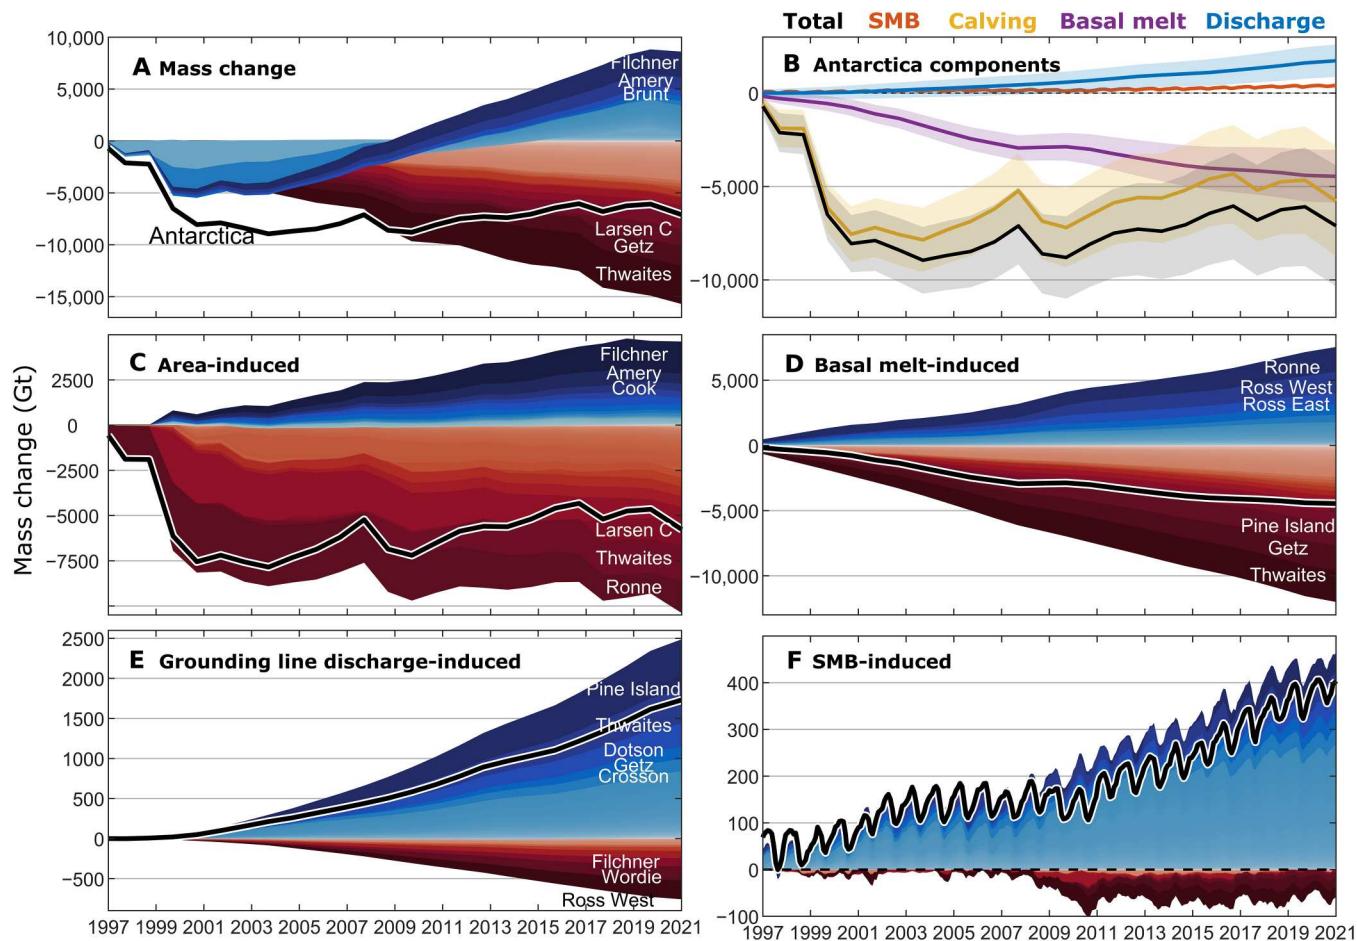 Total SMB Calving Basal melt Discharge
Mass change (Gt)
A Mass change
10,000
5,000
0
−5,000
−10,000
−15,000
Filchner
Amery
Brunt
Antarctica
Larsen C
Getz
Thwaites
B Antarctica components
0
−5,000
−10,000
C Area-induced
2500
0
−2500
−5000
−7500
Filchner
Amery
Cook
Larsen C
Thwaites
Ronne
D Basal melt-induced
5,000
0
−5,000
−10,000
Ronne
Ross West
Ross East
Pine Island
Getz
Thwaites
E Grounding line discharge-induced
2500
2000
1500
1000
500
0
−500
Pine Island
Thwaites
Dotson
Getz
Crosson
Filchner
Wordie
Ross West
1997 1999 2001 2003 2005 2007 2009 2011 2013 2015 2017 2019 2021
F SMB-induced
400
300
200
100
0
−100
1997 1999 2001 2003 2005 2007 2009 2011 2013 2015 2017 2019 2021